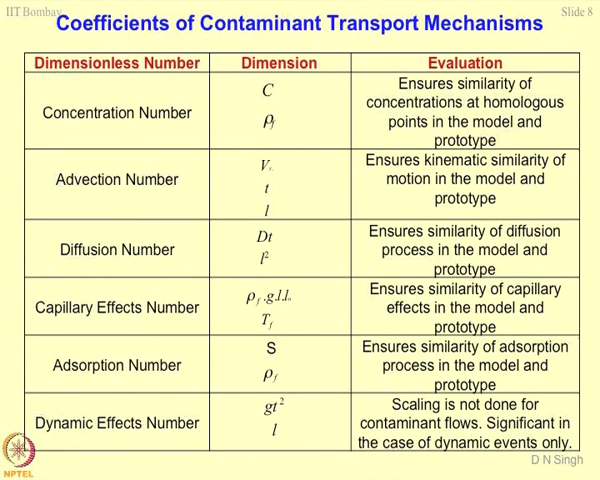 IIT Bombay
Slide 8
Coefficients of Contaminant Transport Mechanisms
Dimensionless Number Dimension Evaluation
Concentration Number
C
ρf
Ensures similarity of
concentrations at homologous
points in the model and
prototype
Advection Number
t
l
Ensures kinematic similarity of
motion in the model and
prototype
Diffusion Number
Dt
l²
Ensures similarity of diffusion
process in the model and
prototype
Capillary Effects Number
Tf
Ensures similarity of capillary
effects in the model and
prototype
Adsorption Number
S
ρf
Ensures similarity of adsorption
process in the model and
prototype
Dynamic Effects Number
gt²
l
Scaling is not done for
contaminant flows. Significant in
the case of dynamic events only.
D N Singh
NPTEL